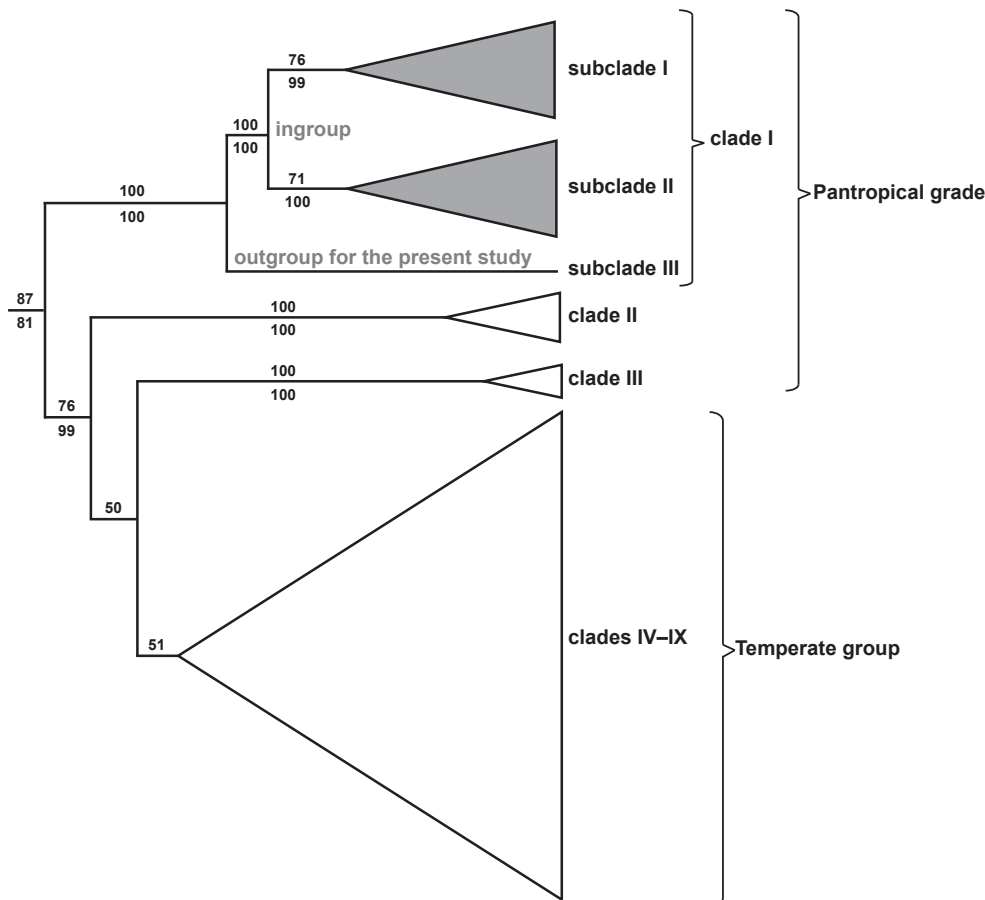 76
99
subclade I
100
100
ingroup
clade I
71
100
subclade II
100
100
Pantropical grade
outgroup for the present study
subclade III
87
81
100
100
clade II
100
100
clade III
76
99
50
51
clades IV–IX
Temperate group